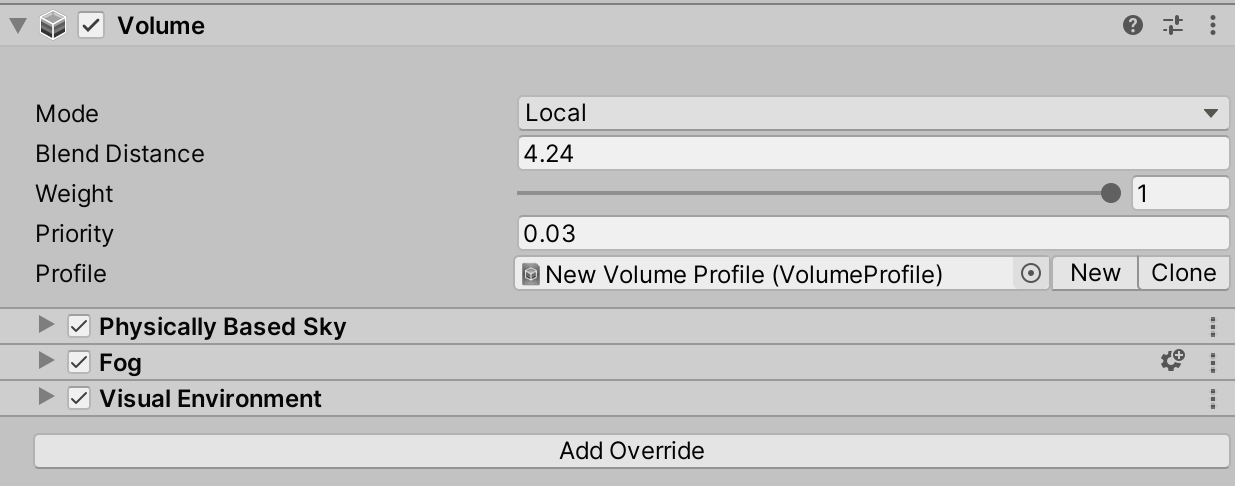 Volume
Mode Local
Blend Distance 4.24
Weight 1
Priority 0.03
Profile New Volume Profile (VolumeProfile) New Clone
Physically Based Sky
Fog
Visual Environment
Add Override